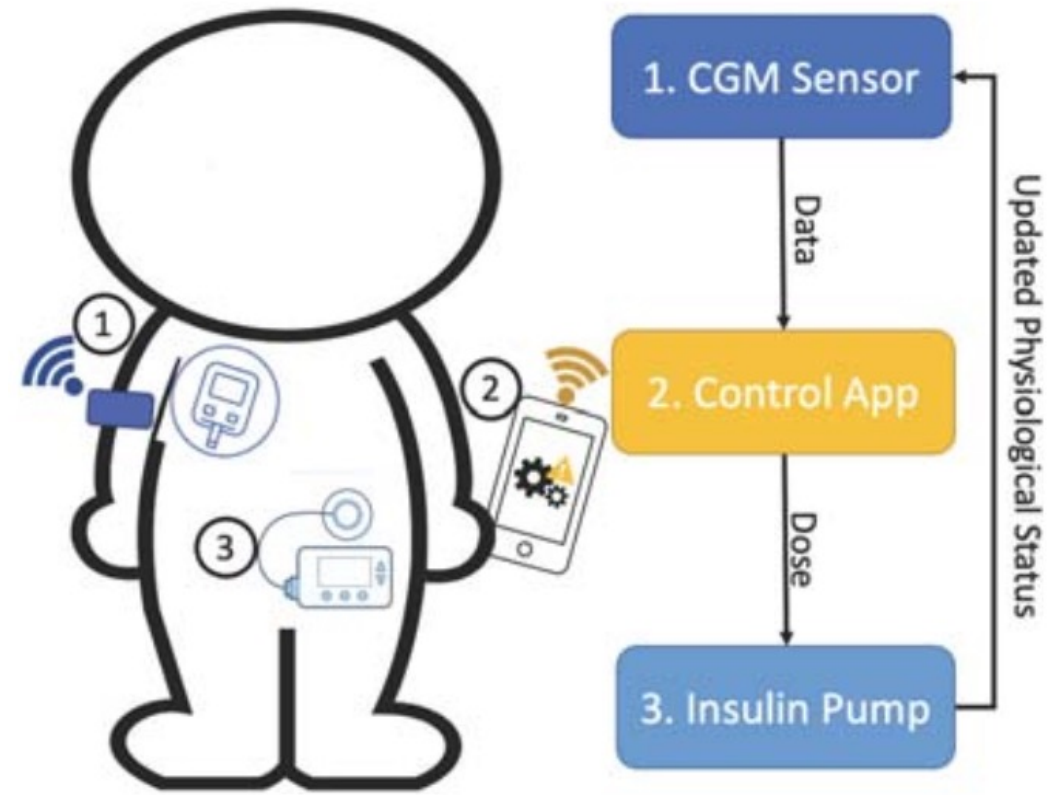 1. CGM Sensor
Data
2. Control App
Dose
3. Insulin Pump
Updated Physiological Status
1
2
3